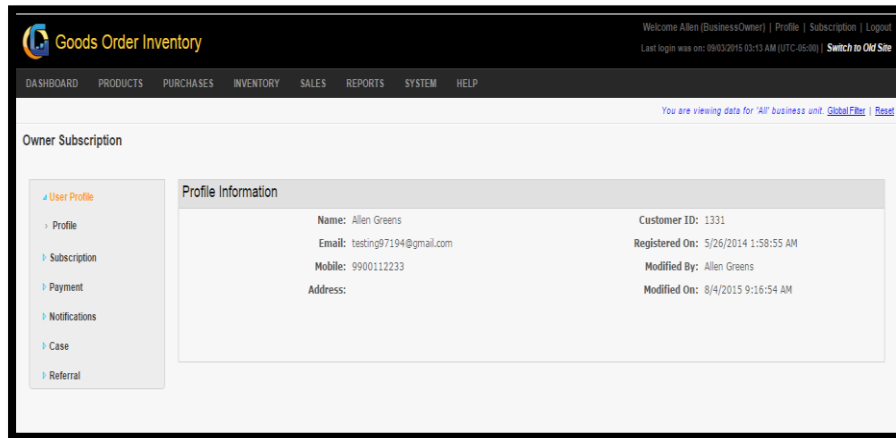 Goods Order Inventory
Welcome Allen (BusinessOwner) | Profile | Subscription | Logout
Last login was on: 09/03/2015 03:13 AM (UTC-05:00) | Switch to Old Site
DASHBOARD PRODUCTS PURCHASES INVENTORY SALES REPORTS SYSTEM HELP
You are viewing data for 'All' business unit. Global Filter | Reset
Owner Subscription
User Profile
Profile
Subscription
Payment
Notifications
Case
Referral
Profile Information
Name: Allen Greens
Email: testing97194@gmail.com
Mobile: 9900112233
Address:
Customer ID: 1331
Registered On: 5/26/2014 1:58:55 AM
Modified By: Allen Greens
Modified On: 8/4/2015 9:16:54 AM